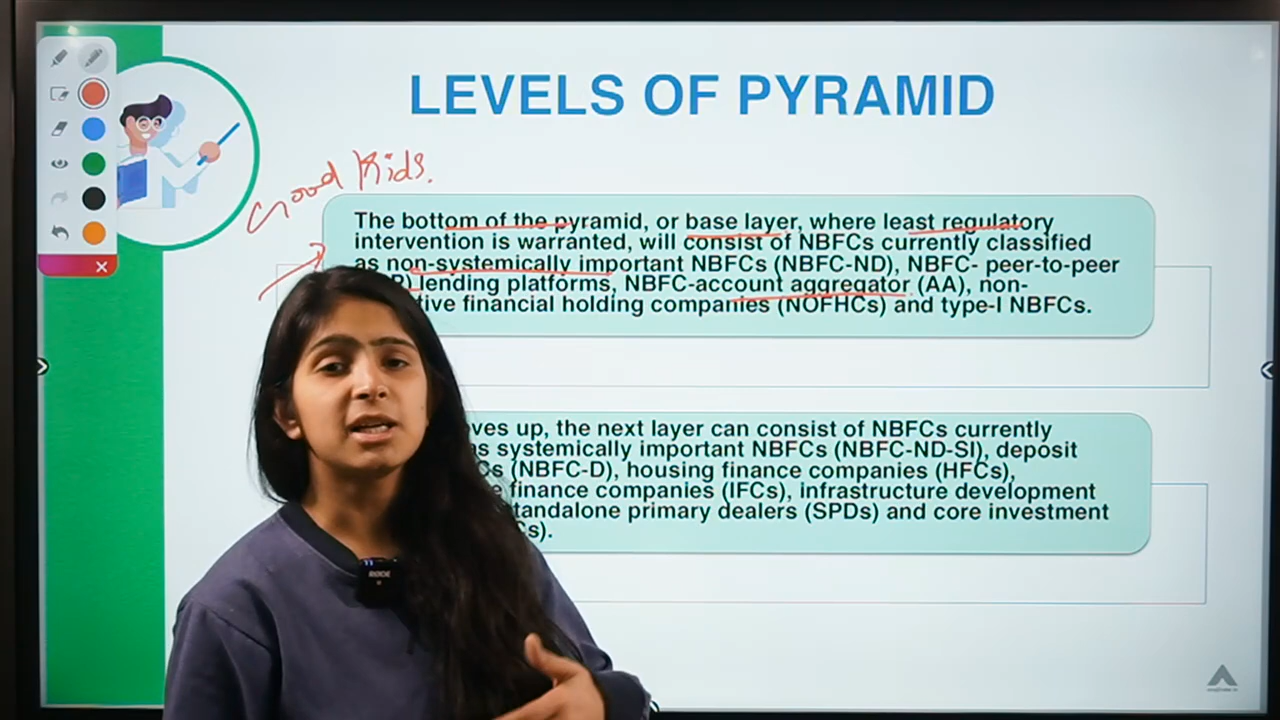 LEVELS OF PYRAMID
Good Kids.
The bottom of the pyramid, or base layer, where least regulatory
intervention is warranted, will consist of NBFCs currently classified
as non-systemically important NBFCs (NBFC-ND), NBFC- peer-to-peer
lending platforms, NBFC-account aggregator (AA), non-
financial holding companies (NOFHCs) and type-I NBFCs.
up, the next layer can consist of NBFCs currently
systemically important NBFCs (NBFC-ND-SI), deposit
(NBFC-D), housing finance companies (HFCs),
finance companies (IFCs), infrastructure development
standalone primary dealers (SPDs) and core investment
RODE